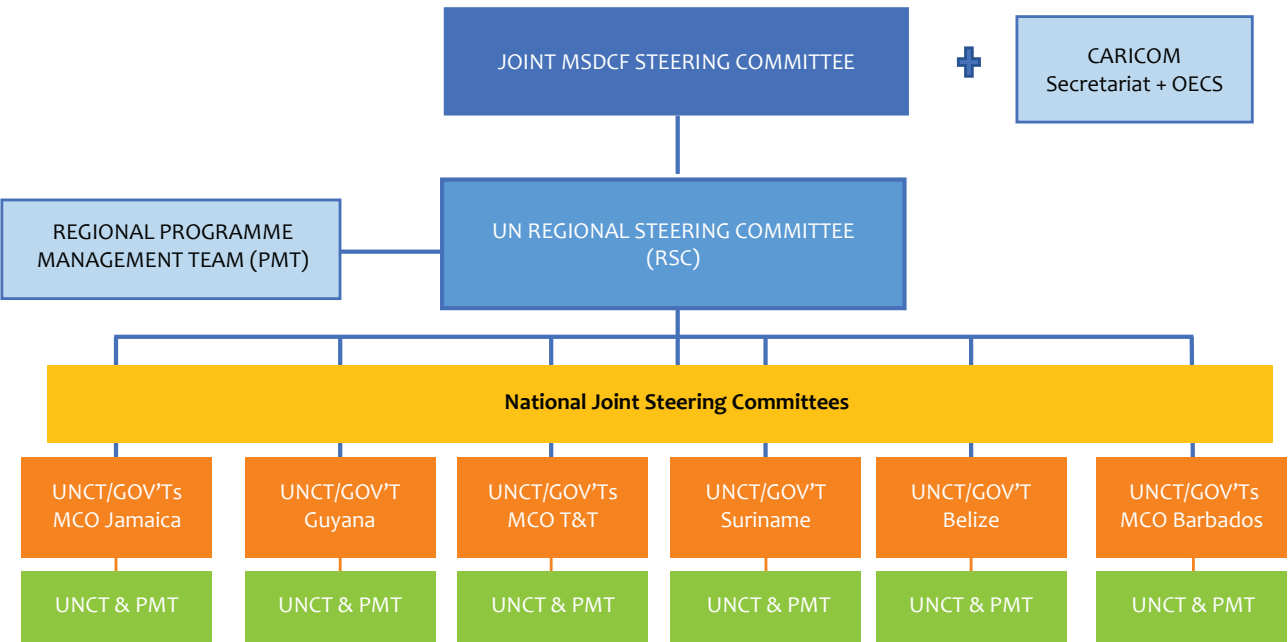 JOINT MSDCF STEERING COMMITTEE
CARICOM
Secretariat + OECS
REGIONAL PROGRAMME
MANAGEMENT TEAM (PMT)
UN REGIONAL STEERING COMMITTEE
(RSC)
National Joint Steering Committees
UNCT/GOV’Ts
MCO Jamaica
UNCT/GOV’T
Guyana
UNCT/GOV’Ts
MCO T&T
UNCT/GOV’T
Suriname
UNCT/GOV’T
Belize
UNCT/GOV’Ts
MCO Barbados
UNCT & PMT
UNCT & PMT
UNCT & PMT
UNCT & PMT
UNCT & PMT
UNCT & PMT